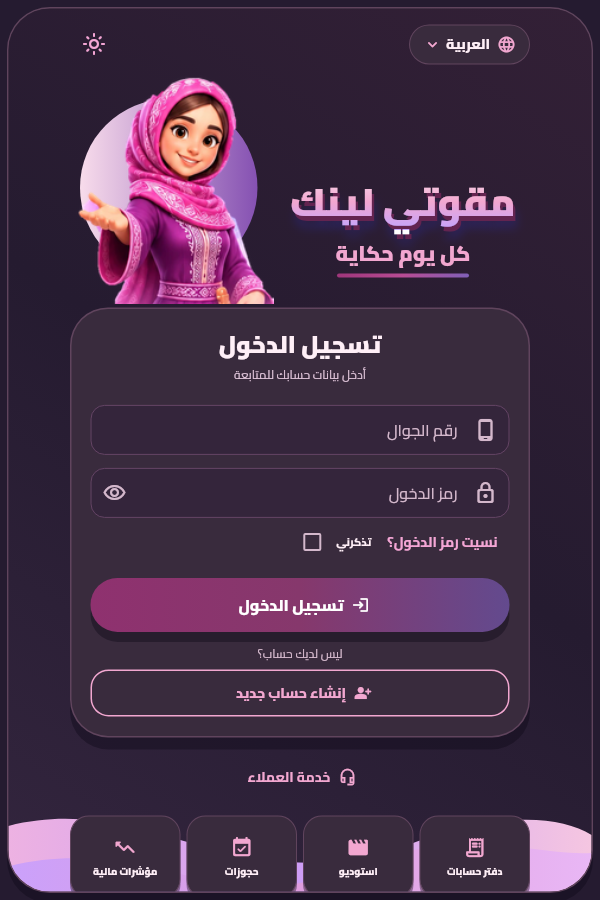 العربية
مقوتي لينك
كل يوم حكاية
تسجيل الدخول
أدخل بيانات حسابك للمتابعة
رقم الجوال
رمز الدخول
نسيت رمز الدخول؟ تذكرني
تسجيل الدخول
ليس لديك حساب؟
إنشاء حساب جديد
خدمة العملاء
دفتر حسابات
استوديو
حجوزات
مؤشرات مالية